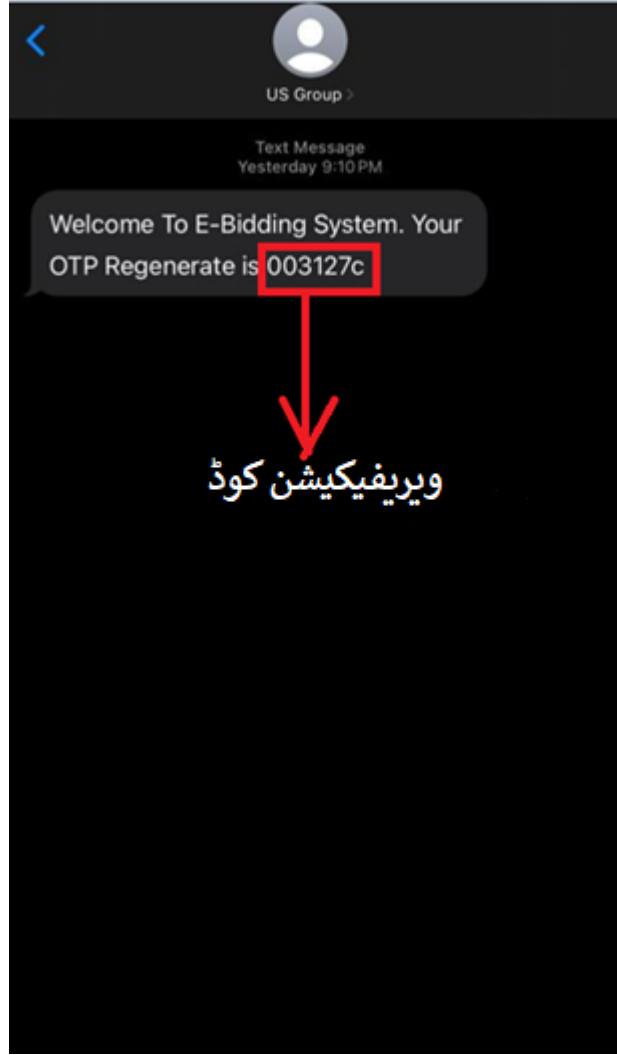 US Group >
Text Message
Yesterday 9:10 PM
Welcome To E-Bidding System. Your
OTP Regenerate is 003127c
ویریفیکیشن کوڈ